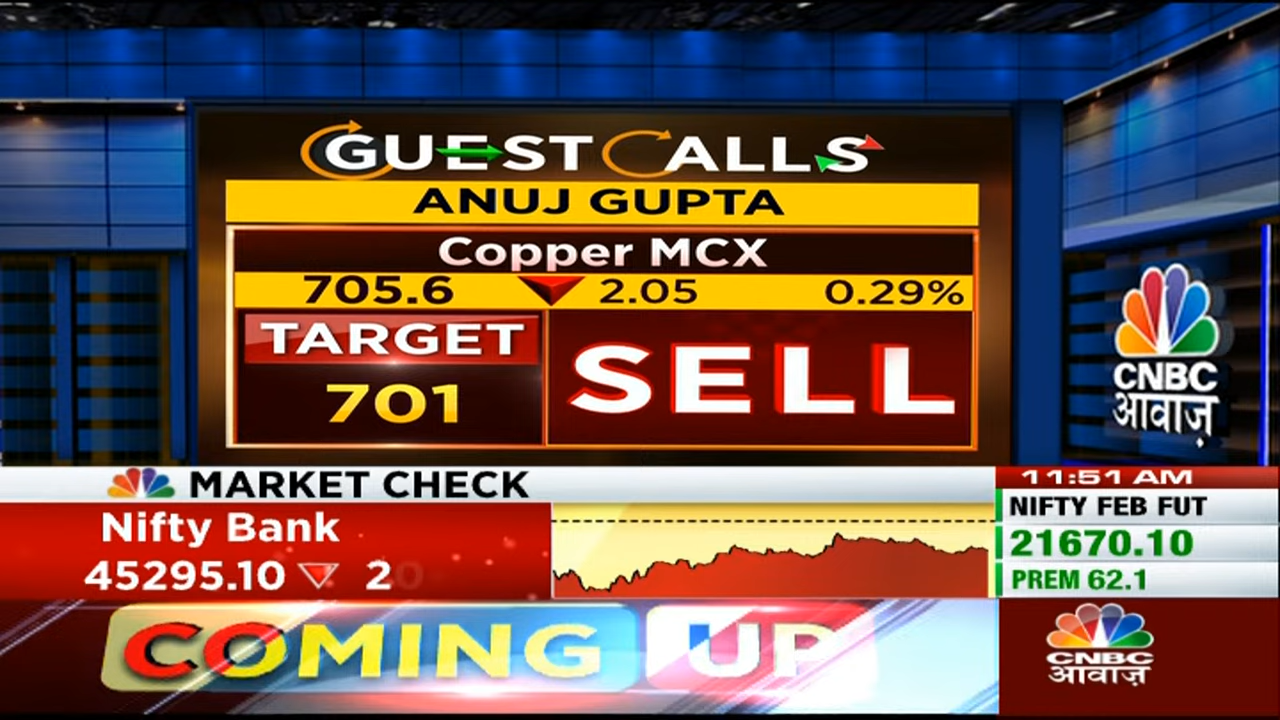 GUEST CALLS
ANUJ GUPTA
Copper MCX
705.6 ▼ 2.05 0.29%
TARGET
701
SELL
CNBC
आवाज़
MARKET CHECK
11:51 AM
Nifty Bank
45295.10 ▽ 20
NIFTY FEB FUT
21670.10
PREM 62.1
COMING UP
CNBC
आवाज़